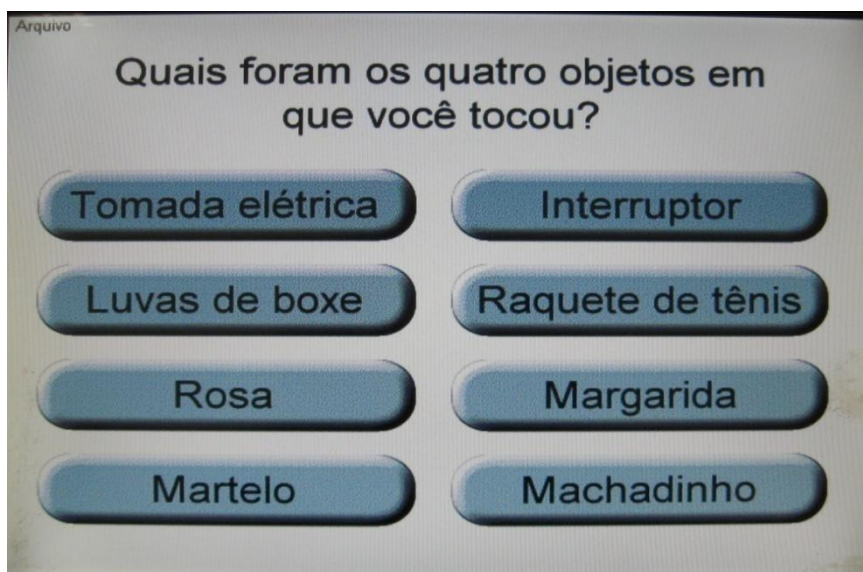 Arquivo
Quais foram os quatro objetos em
que você tocou?
Tomada elétrica
Interruptor
Luvas de boxe
Raquete de tênis
Rosa
Margarida
Martelo
Machadinho